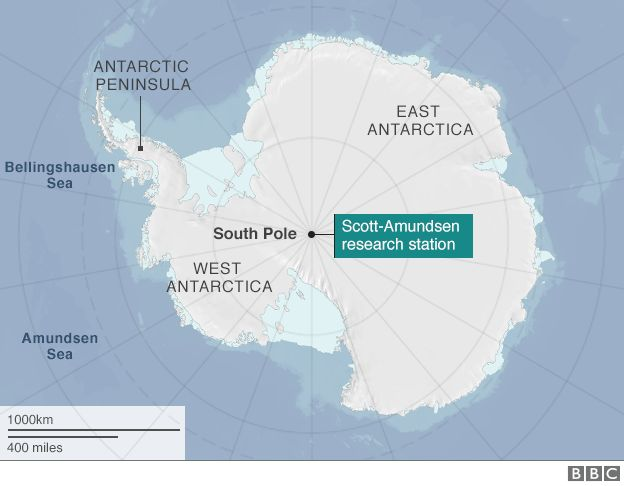 ANTARCTIC
PENINSULA
EAST
ANTARCTICA
Bellingshausen
Sea
South Pole
Scott-Amundsen
research station
WEST
ANTARCTICA
Amundsen
Sea
1000km
400 miles
BBC